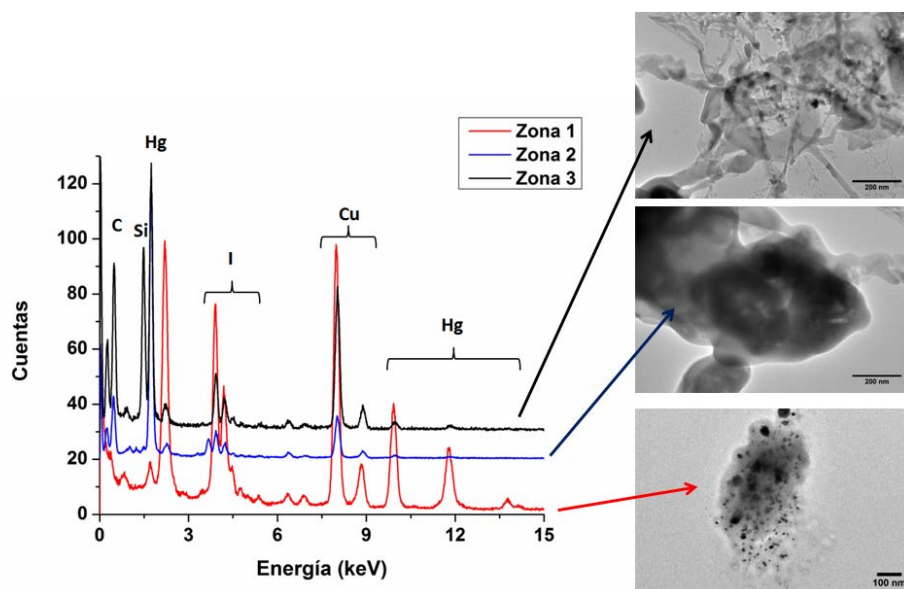 Zona 1
Zona 2
Zona 3
Hg
C
Si
I
Cu
Hg
120
100
80
60
40
20
0
Cuentas
0
3
6
9
12
15
Energía (keV)
200 nm
200 nm
100 nm